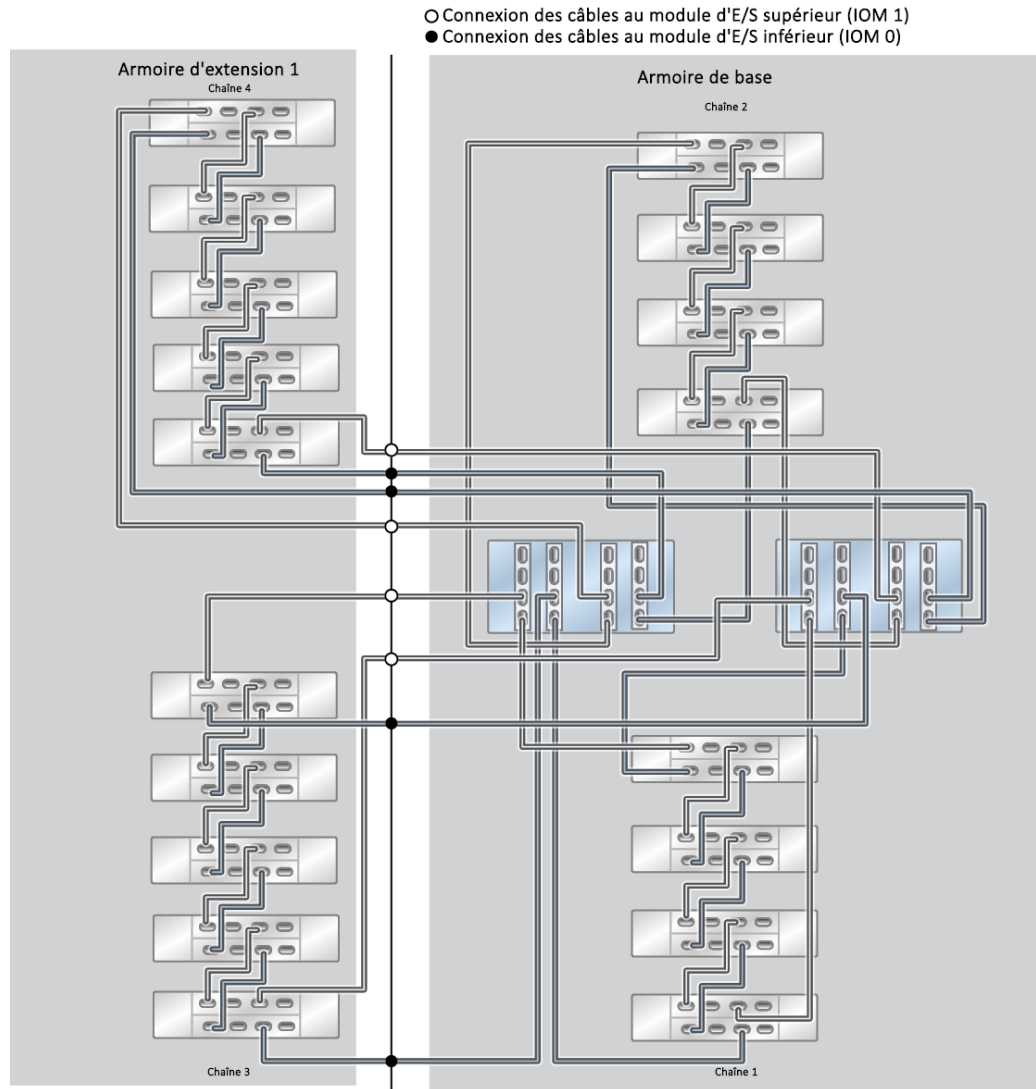 Connexion des câbles au module d'E/S supérieur (IOM 1)
Connexion des câbles au module d'E/S inférieur (IOM 0)
Armoire d'extension 1
Chaîne 4
Armoire de base
Chaîne 2
Chaîne 3
Chaîne 1